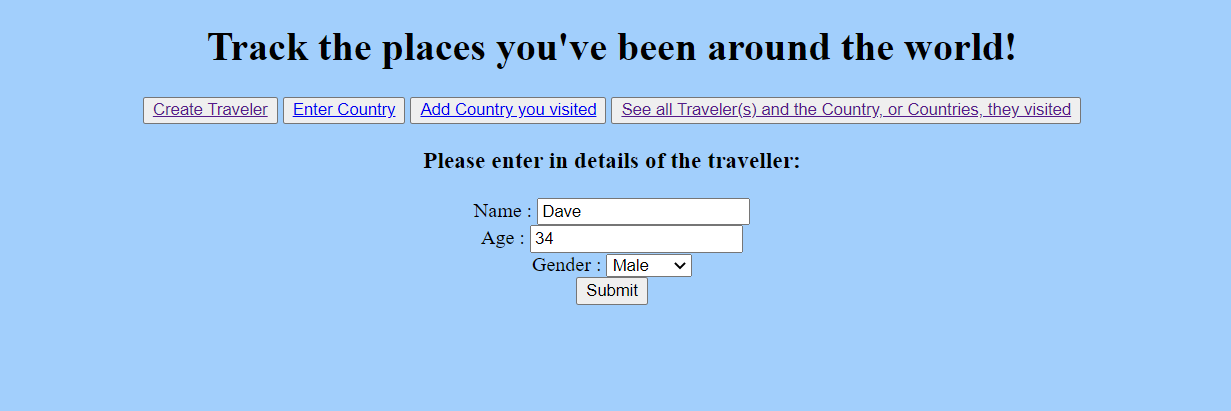 Track the places you've been around the world!
Create Traveler Enter Country Add Country you visited See all Traveler(s) and the Country, or Countries, they visited
Please enter in details of the traveller:
Name : Dave
Age : 34
Gender : Male
Submit